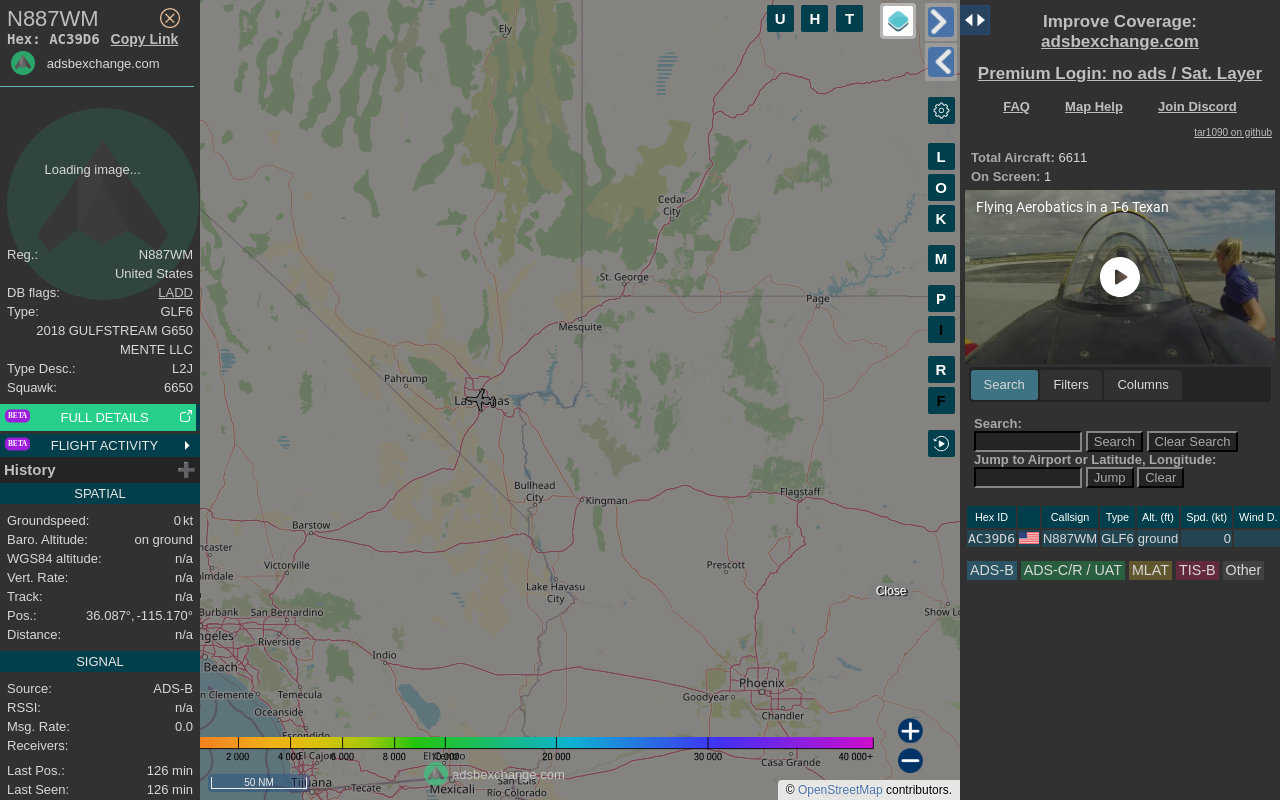 N887WM
Hex: AC39D6 Copy Link
adsbexchange.com
Loading image...
Reg.: N887WM
United States
DB flags: LADD
Type: GLF6
2018 GULFSTREAM G650
MENTE LLC
Type Desc.: L2J
Squawk: 6650
BETA FULL DETAILS
BETA FLIGHT ACTIVITY
History
SPATIAL
Groundspeed: 0 kt
Baro. Altitude: on ground
WGS84 altitude: n/a
Vert. Rate: n/a
Track: n/a
Pos.: 36.087°, -115.170°
Distance: n/a
SIGNAL
Source: ADS-B
RSSI: n/a
Msg. Rate: 0.0
Receivers:
Last Pos.: 126 min
Last Seen: 126 min
U H T
L
O
K
M
P
I
R
F
Ely
Cedar
City
St. George
Page
Mesquite
Pahrump
Las Vegas
Bullhead
City
Kingman
Flagstaff
Barstow
ncaster
Victorville
almdale
Prescott
Lake Havasu
City
Close
Burbank
San Bernardino
Show Lo
ngeles
Riverside
Beach
Indio
n Clemente
Temecula
Phoenix
Goodyear
Oceanside
Chandler
Escondido
El Cajon
El Centro
Casa Grande
2 000 4 000 6 000 8 000 10 000 20 000 30 000 40 000+
adsbexchange.com
50 NM
Tijuana
Tecate
Mexicali
San Luis
Río Colorado
© OpenStreetMap contributors.
Improve Coverage:
adsbexchange.com
Premium Login: no ads / Sat. Layer
FAQ Map Help Join Discord
tar1090 on github
Total Aircraft: 6611
On Screen: 1
Flying Aerobatics in a T-6 Texan
Search Filters Columns
Search:
Search Clear Search
Jump to Airport or Latitude, Longitude:
Jump Clear
Hex ID Callsign Type Alt. (ft) Spd. (kt) Wind D.
AC39D6 N887WM GLF6 ground 0
ADS-B ADS-C/R / UAT MLAT TIS-B Other